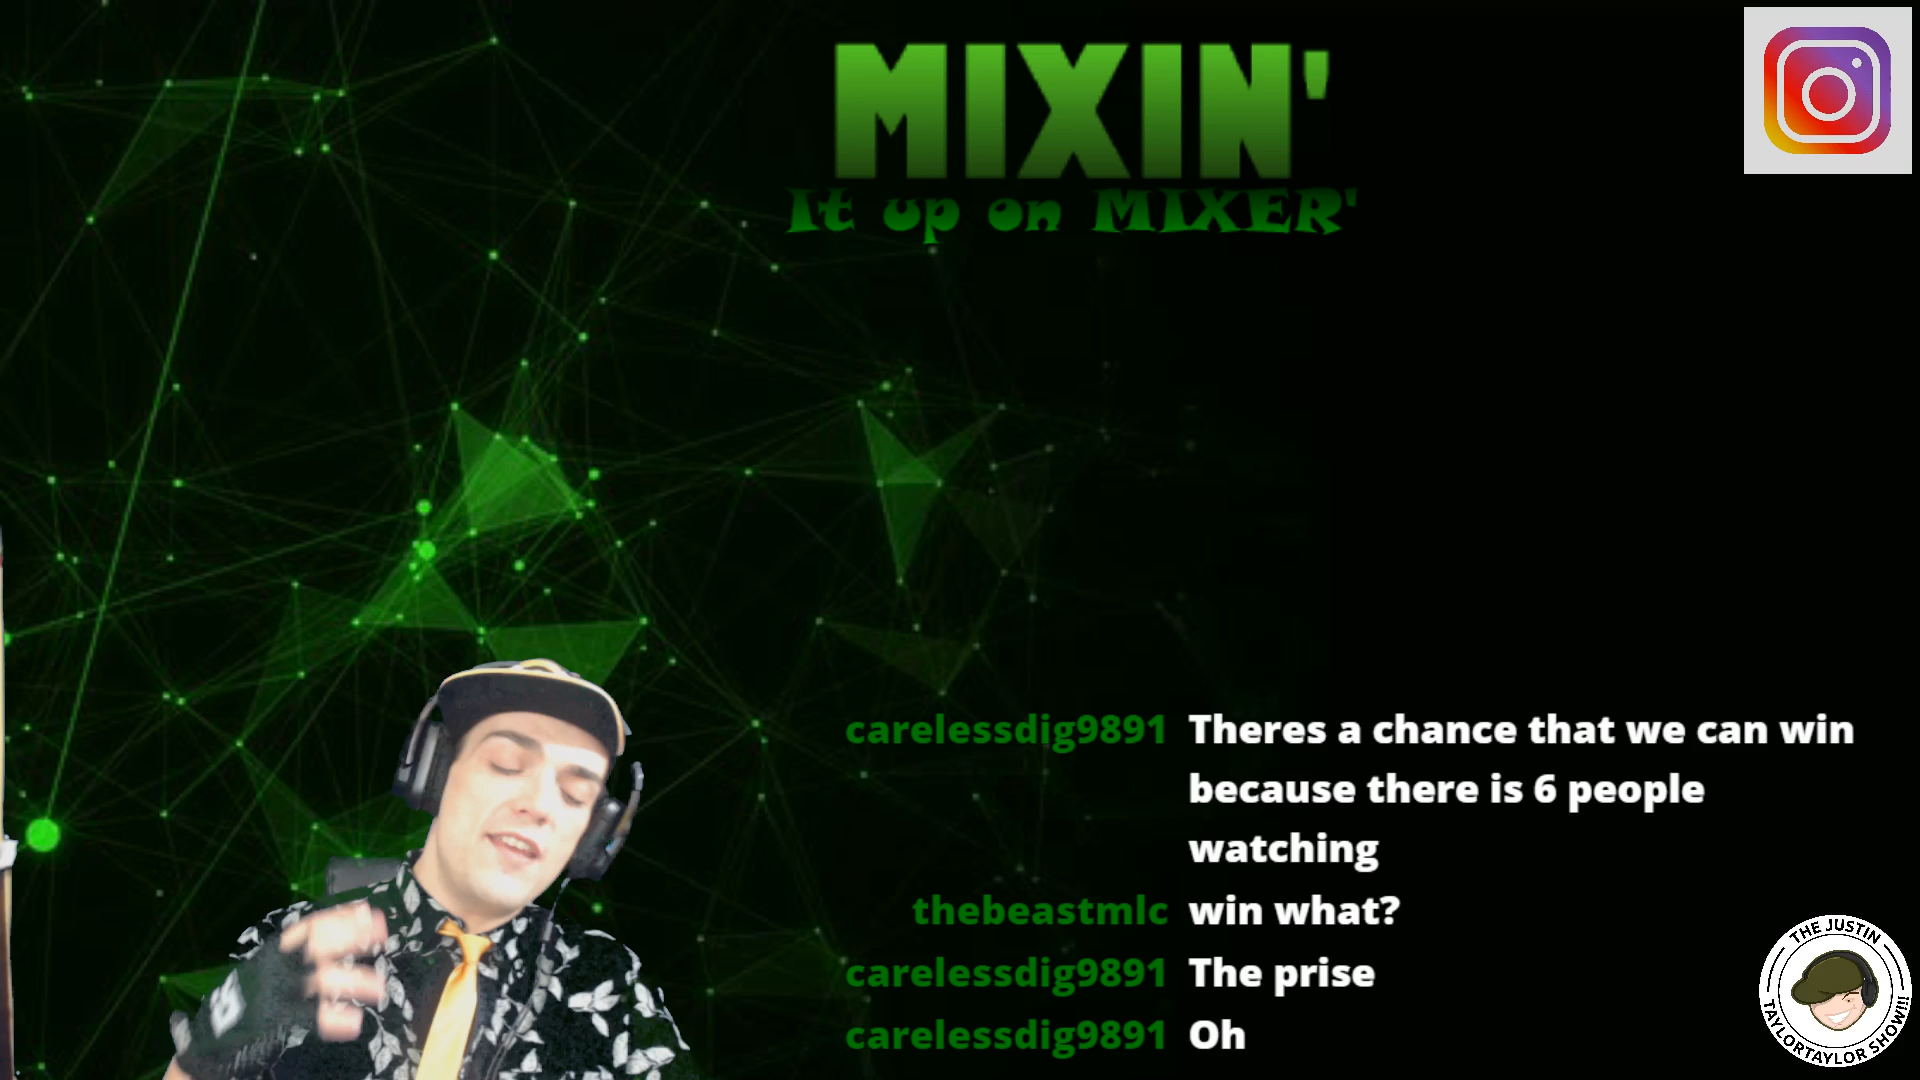 MIXIN'
It up on MIXER'
carelessdig9891 Theres a chance that we can win
because there is 6 people
watching
thebeastmlc win what?
carelessdig9891 The prise
carelessdig9891 Oh
THE JUSTIN
TAYLORTAYLOR SHOW!!!